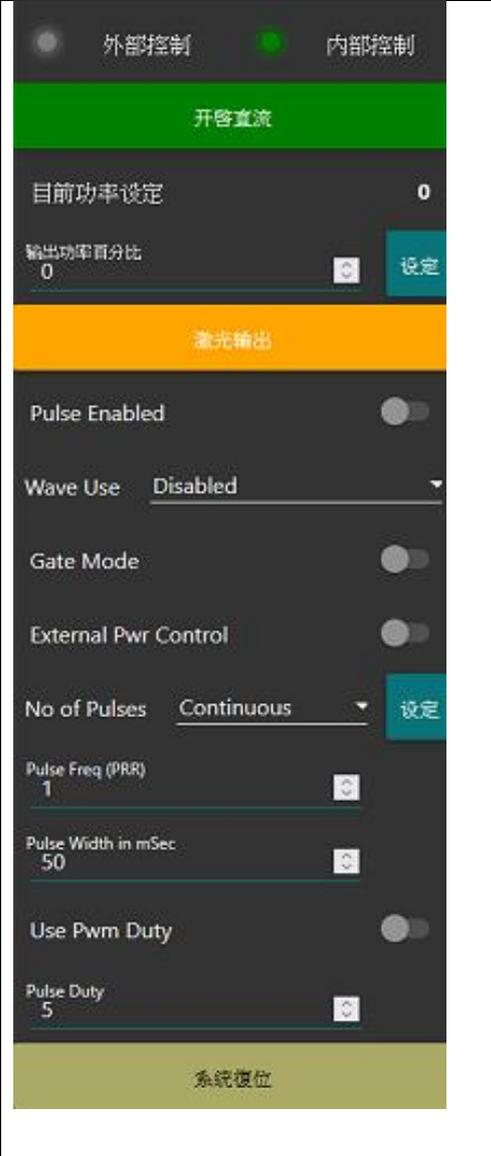 外部控制 内部控制
开啓直流
目前功率设定 0
输出功率百分比
0
设定
激光输出
Pulse Enabled
Wave Use Disabled
Gate Mode
External Pwr Control
No of Pulses Continuous 设定
Pulse Freq (PRR)
1
Pulse Width in mSec
50
Use Pwm Duty
Pulse Duty
5
系统復位